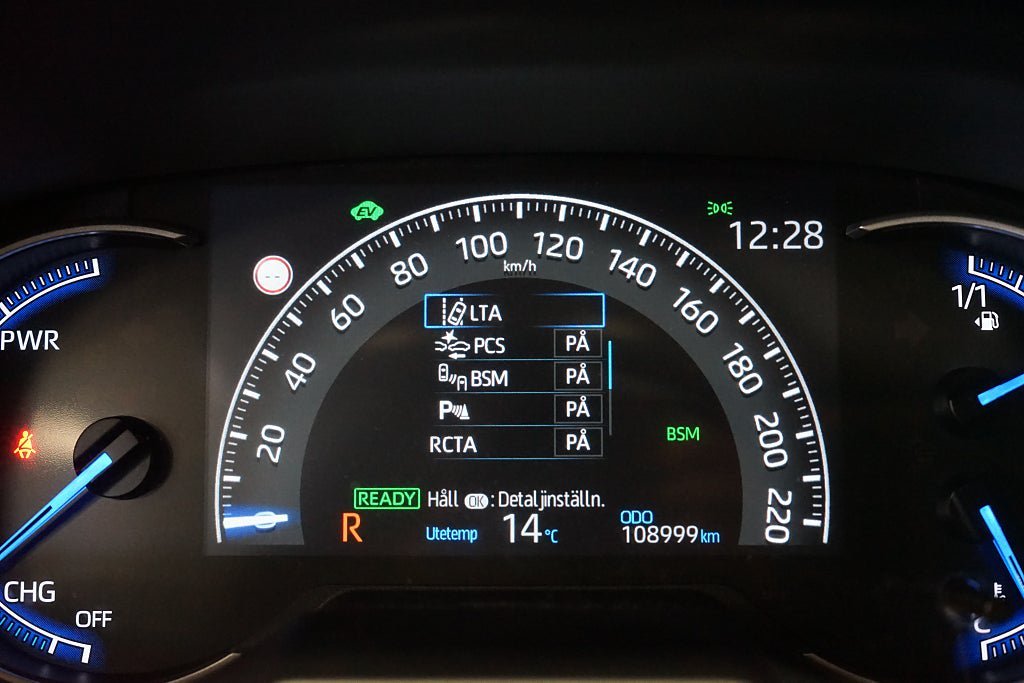 EV
12:28
100 120
km/h
80 140
60 160
40 180
20 200
220
--
LTA
PCS PÅ
BSM PÅ
P PÅ
RCTA PÅ
BSM
READY Håll OK : Detaljinställn.
R Utetemp 14 °C
ODO
108999 km
PWR
CHG
OFF
1/1
C